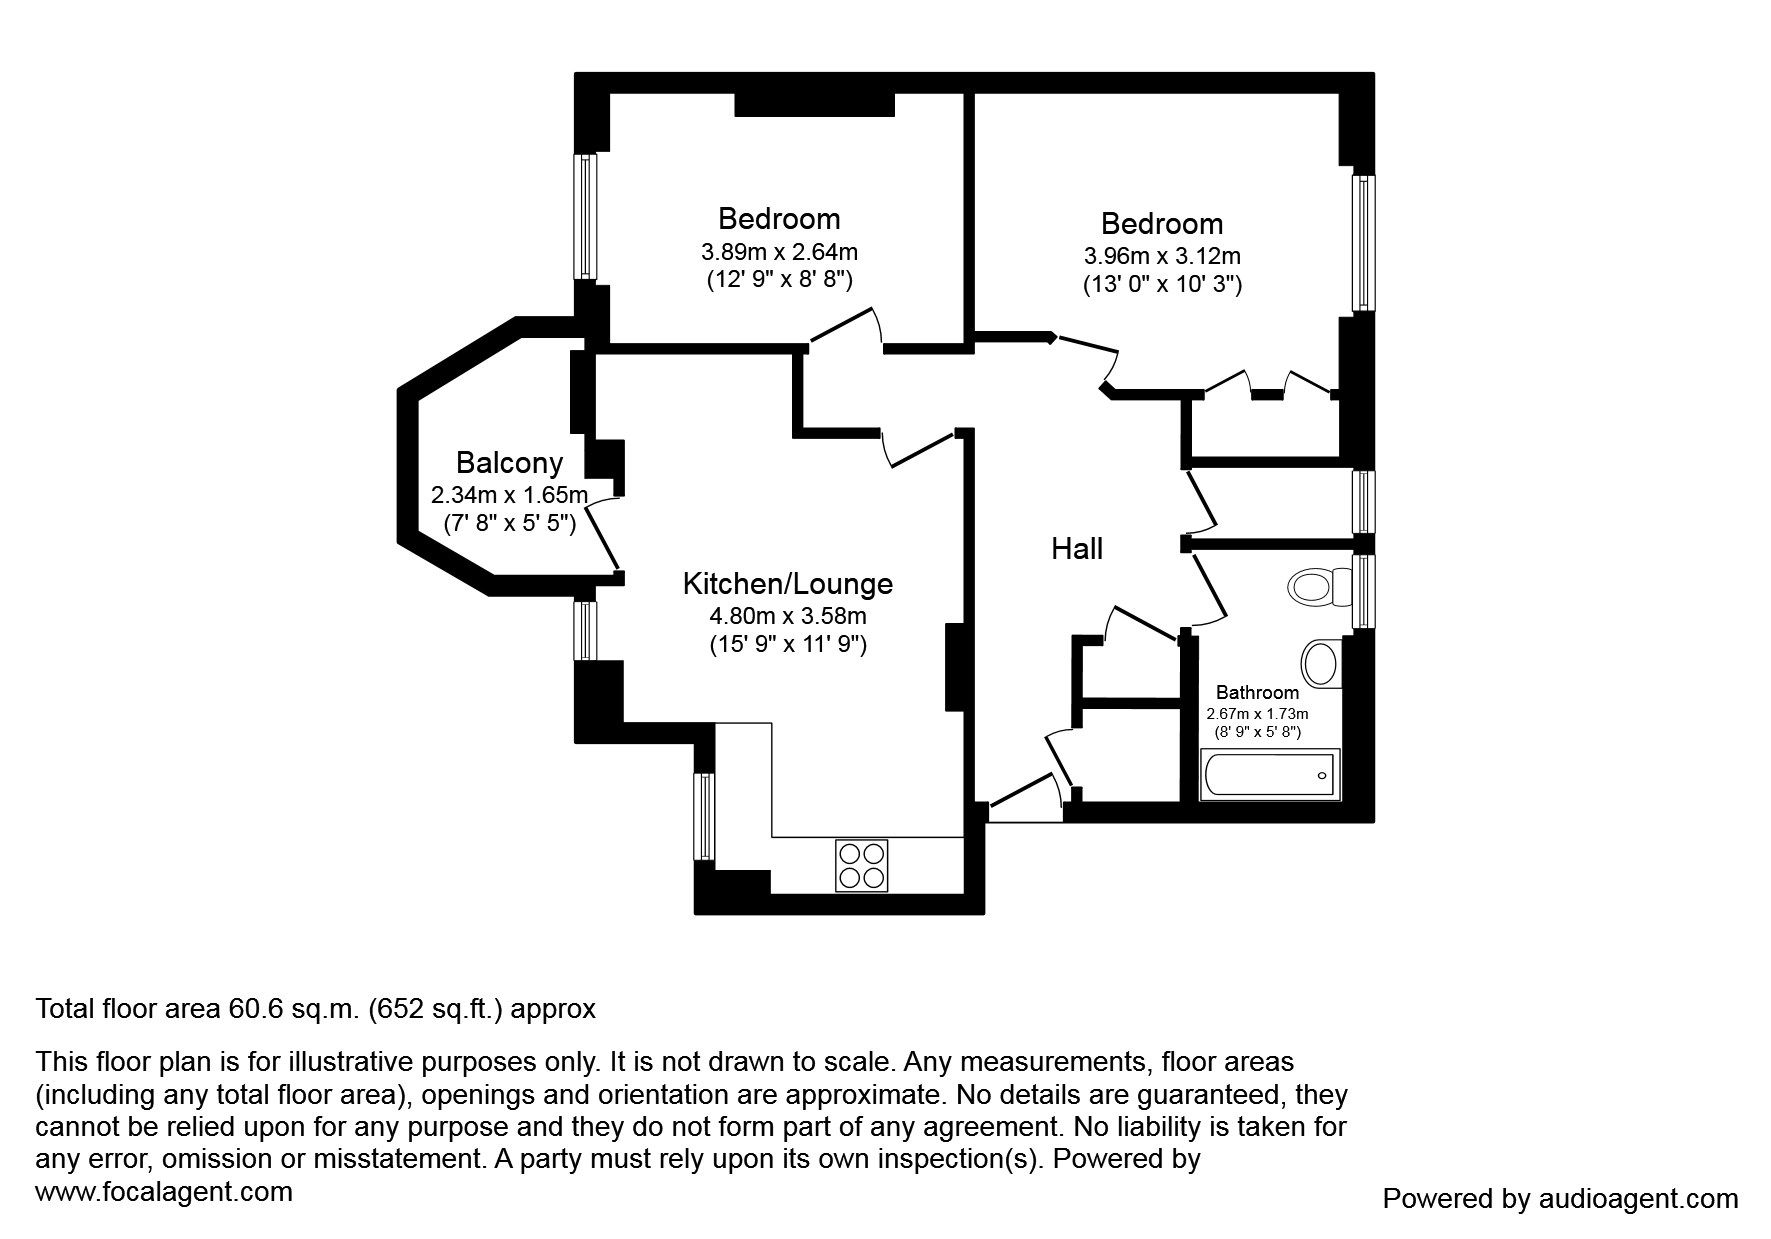 Bedroom
3.89m x 2.64m
(12' 9" x 8' 8")
Bedroom
3.96m x 3.12m
(13' 0" x 10' 3")
Balcony
2.34m x 1.65m
(7' 8" x 5' 5")
Kitchen/Lounge
4.80m x 3.58m
(15' 9" x 11' 9")
Hall
Bathroom
2.67m x 1.73m
(8' 9" x 5' 8")
Total floor area 60.6 sq.m. (652 sq.ft.) approx
This floor plan is for illustrative purposes only. It is not drawn to scale. Any measurements, floor areas
(including any total floor area), openings and orientation are approximate. No details are guaranteed, they
cannot be relied upon for any purpose and they do not form part of any agreement. No liability is taken for
any error, omission or misstatement. A party must rely upon its own inspection(s). Powered by
www.focalagent.com
Powered by audioagent.com